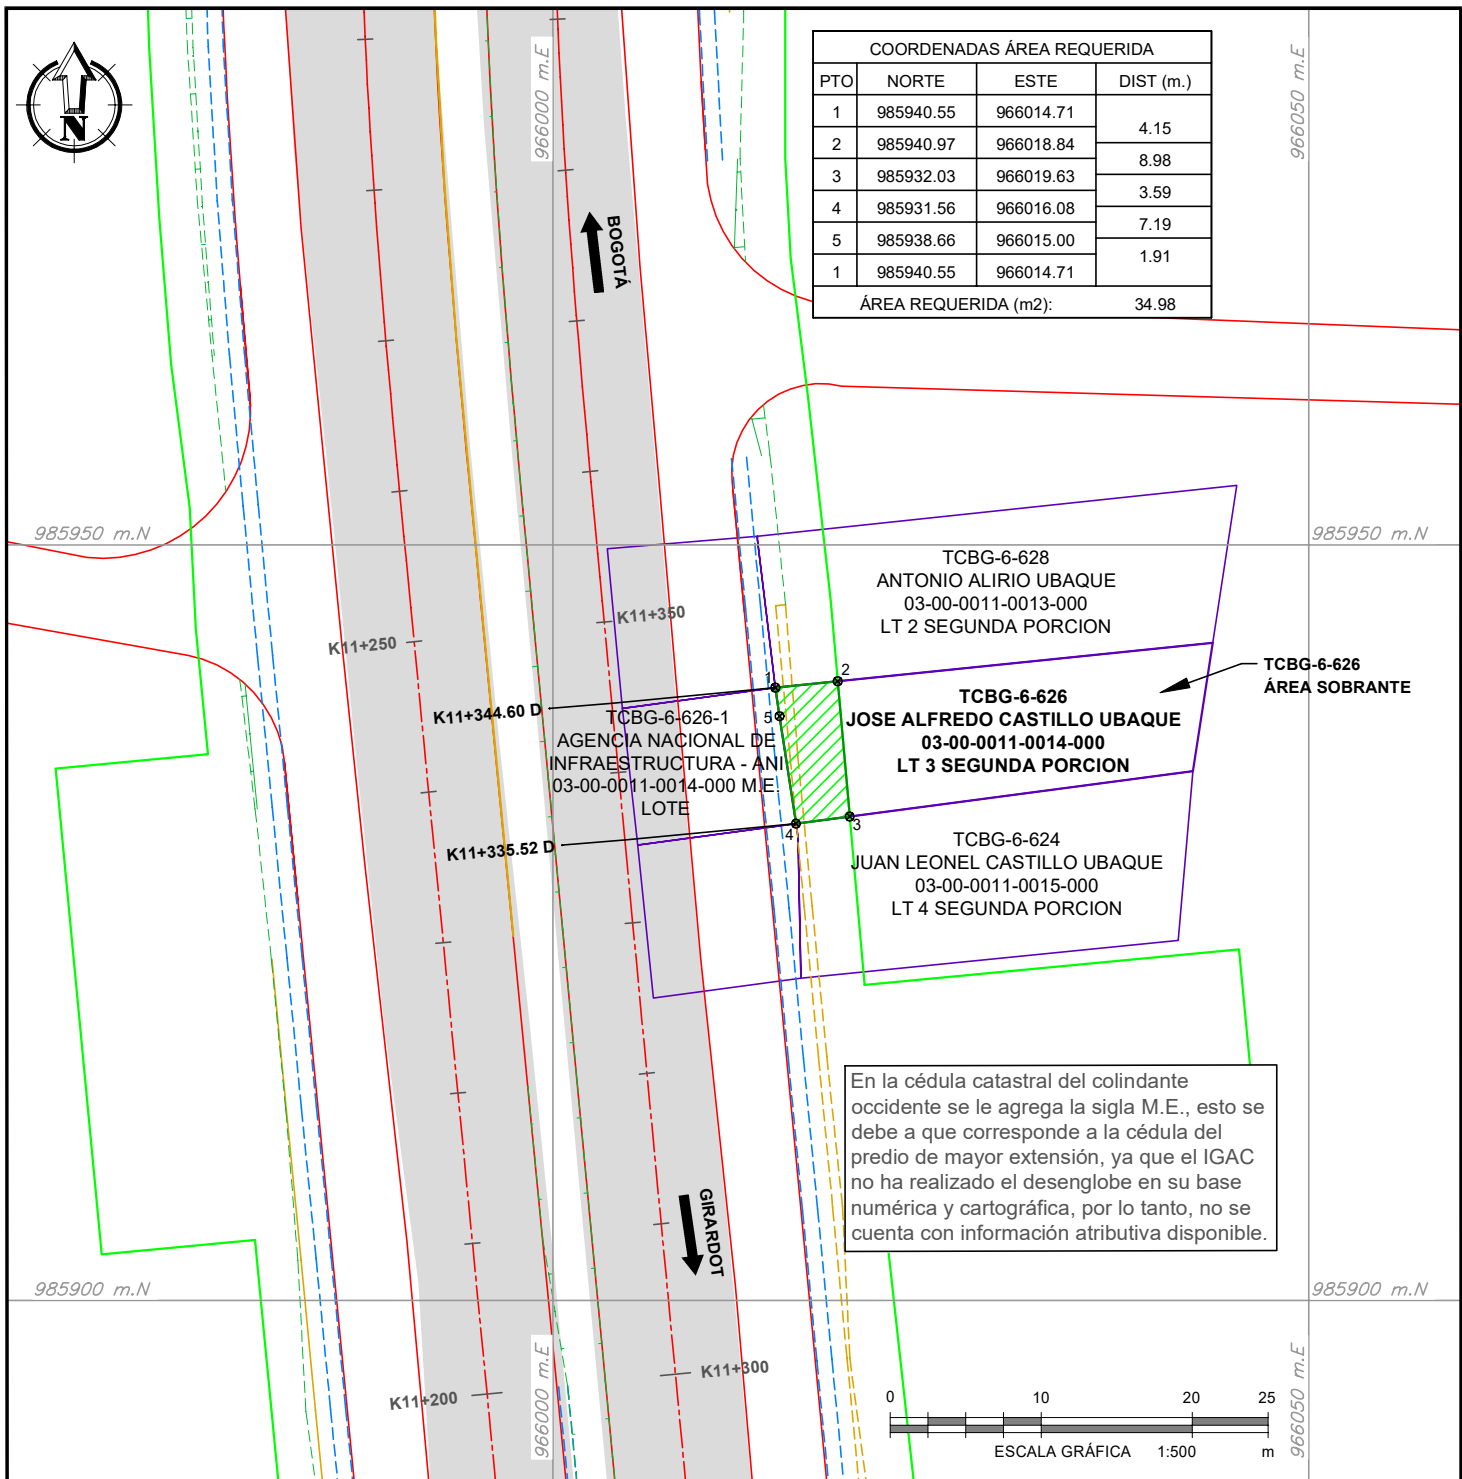 N
966000 m.E
966050 m.E
COORDENADAS ÁREA REQUERIDA
PTO NORTE ESTE DIST (m.)
1 985940.55 966014.71
4.15
2 985940.97 966018.84
8.98
3 985932.03 966019.63
3.59
4 985931.56 966016.08
7.19
5 985938.66 966015.00
1.91
1 985940.55 966014.71
ÁREA REQUERIDA (m2): 34.98
BOGOTÁ
985950 m.N
985950 m.N
TCBG-6-628
ANTONIO ALIRIO UBAQUE
03-00-0011-0013-000
LT 2 SEGUNDA PORCION
K11+250
K11+350
1
2
5
4
3
TCBG-6-626
ÁREA SOBRANTE
TCBG-6-626
JOSE ALFREDO CASTILLO UBAQUE
03-00-0011-0014-000
LT 3 SEGUNDA PORCION
K11+344.60 D
TCBG-6-626-1
AGENCIA NACIONAL DE
INFRAESTRUCTURA - ANI
03-00-0011-0014-000 M.E.
LOTE
K11+335.52 D
TCBG-6-624
JUAN LEONEL CASTILLO UBAQUE
03-00-0011-0015-000
LT 4 SEGUNDA PORCION
En la cédula catastral del colindante
occidente se le agrega la sigla M.E., esto se
debe a que corresponde a la cédula del
predio de mayor extensión, ya que el IGAC
no ha realizado el desenglobe en su base
numérica y cartográfica, por lo tanto, no se
cuenta con información atributiva disponible.
GIRARDOT
985900 m.N
985900 m.N
K11+200
K11+300
966000 m.E
966050 m.E
0 10 20 25
ESCALA GRÁFICA 1:500 m